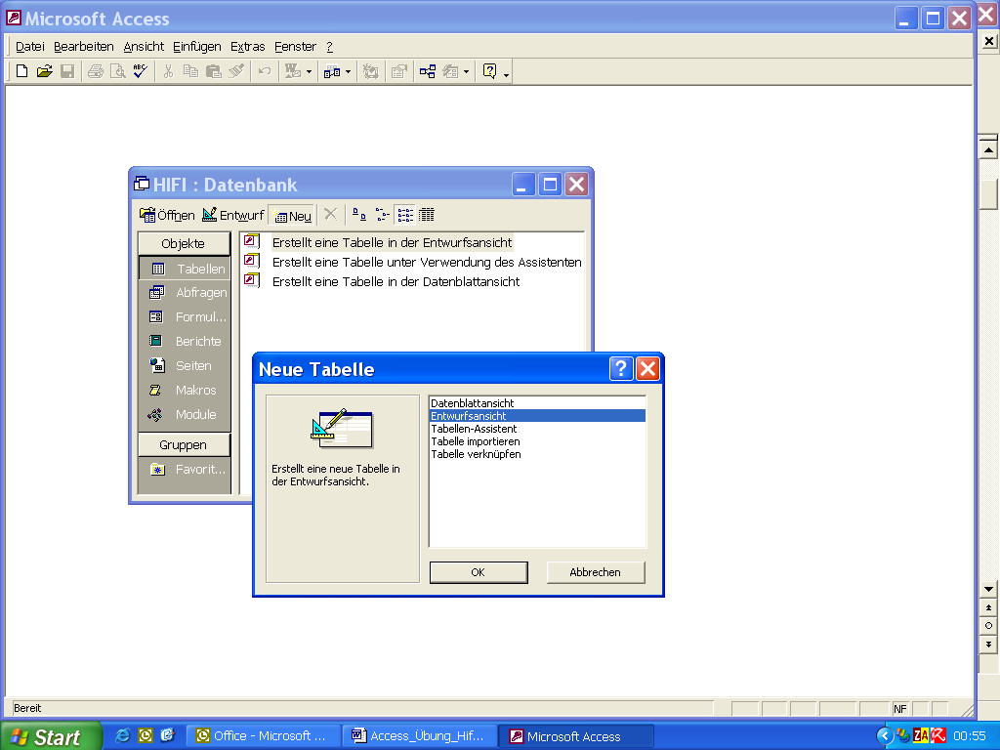 Microsoft Access
Datei Bearbeiten Ansicht Einfügen Extras Fenster ?
HIFI : Datenbank
Öffnen Entwurf Neu
Objekte
Tabellen
Abfragen
Formul...
Berichte
Seiten
Makros
Module
Gruppen
Favorit...
Erstellt eine Tabelle in der Entwurfsansicht
Erstellt eine Tabelle unter Verwendung des Assistenten
Erstellt eine Tabelle in der Datenblattansicht
Neue Tabelle
Erstellt eine neue Tabelle in
der Entwurfsansicht.
Datenblattansicht
Entwurfsansicht
Tabellen-Assistent
Tabelle importieren
Tabelle verknüpfen
OK Abbrechen
Bereit NF
Start Office - Microsoft ... Access_Übung_Hif... Microsoft Access 00:55